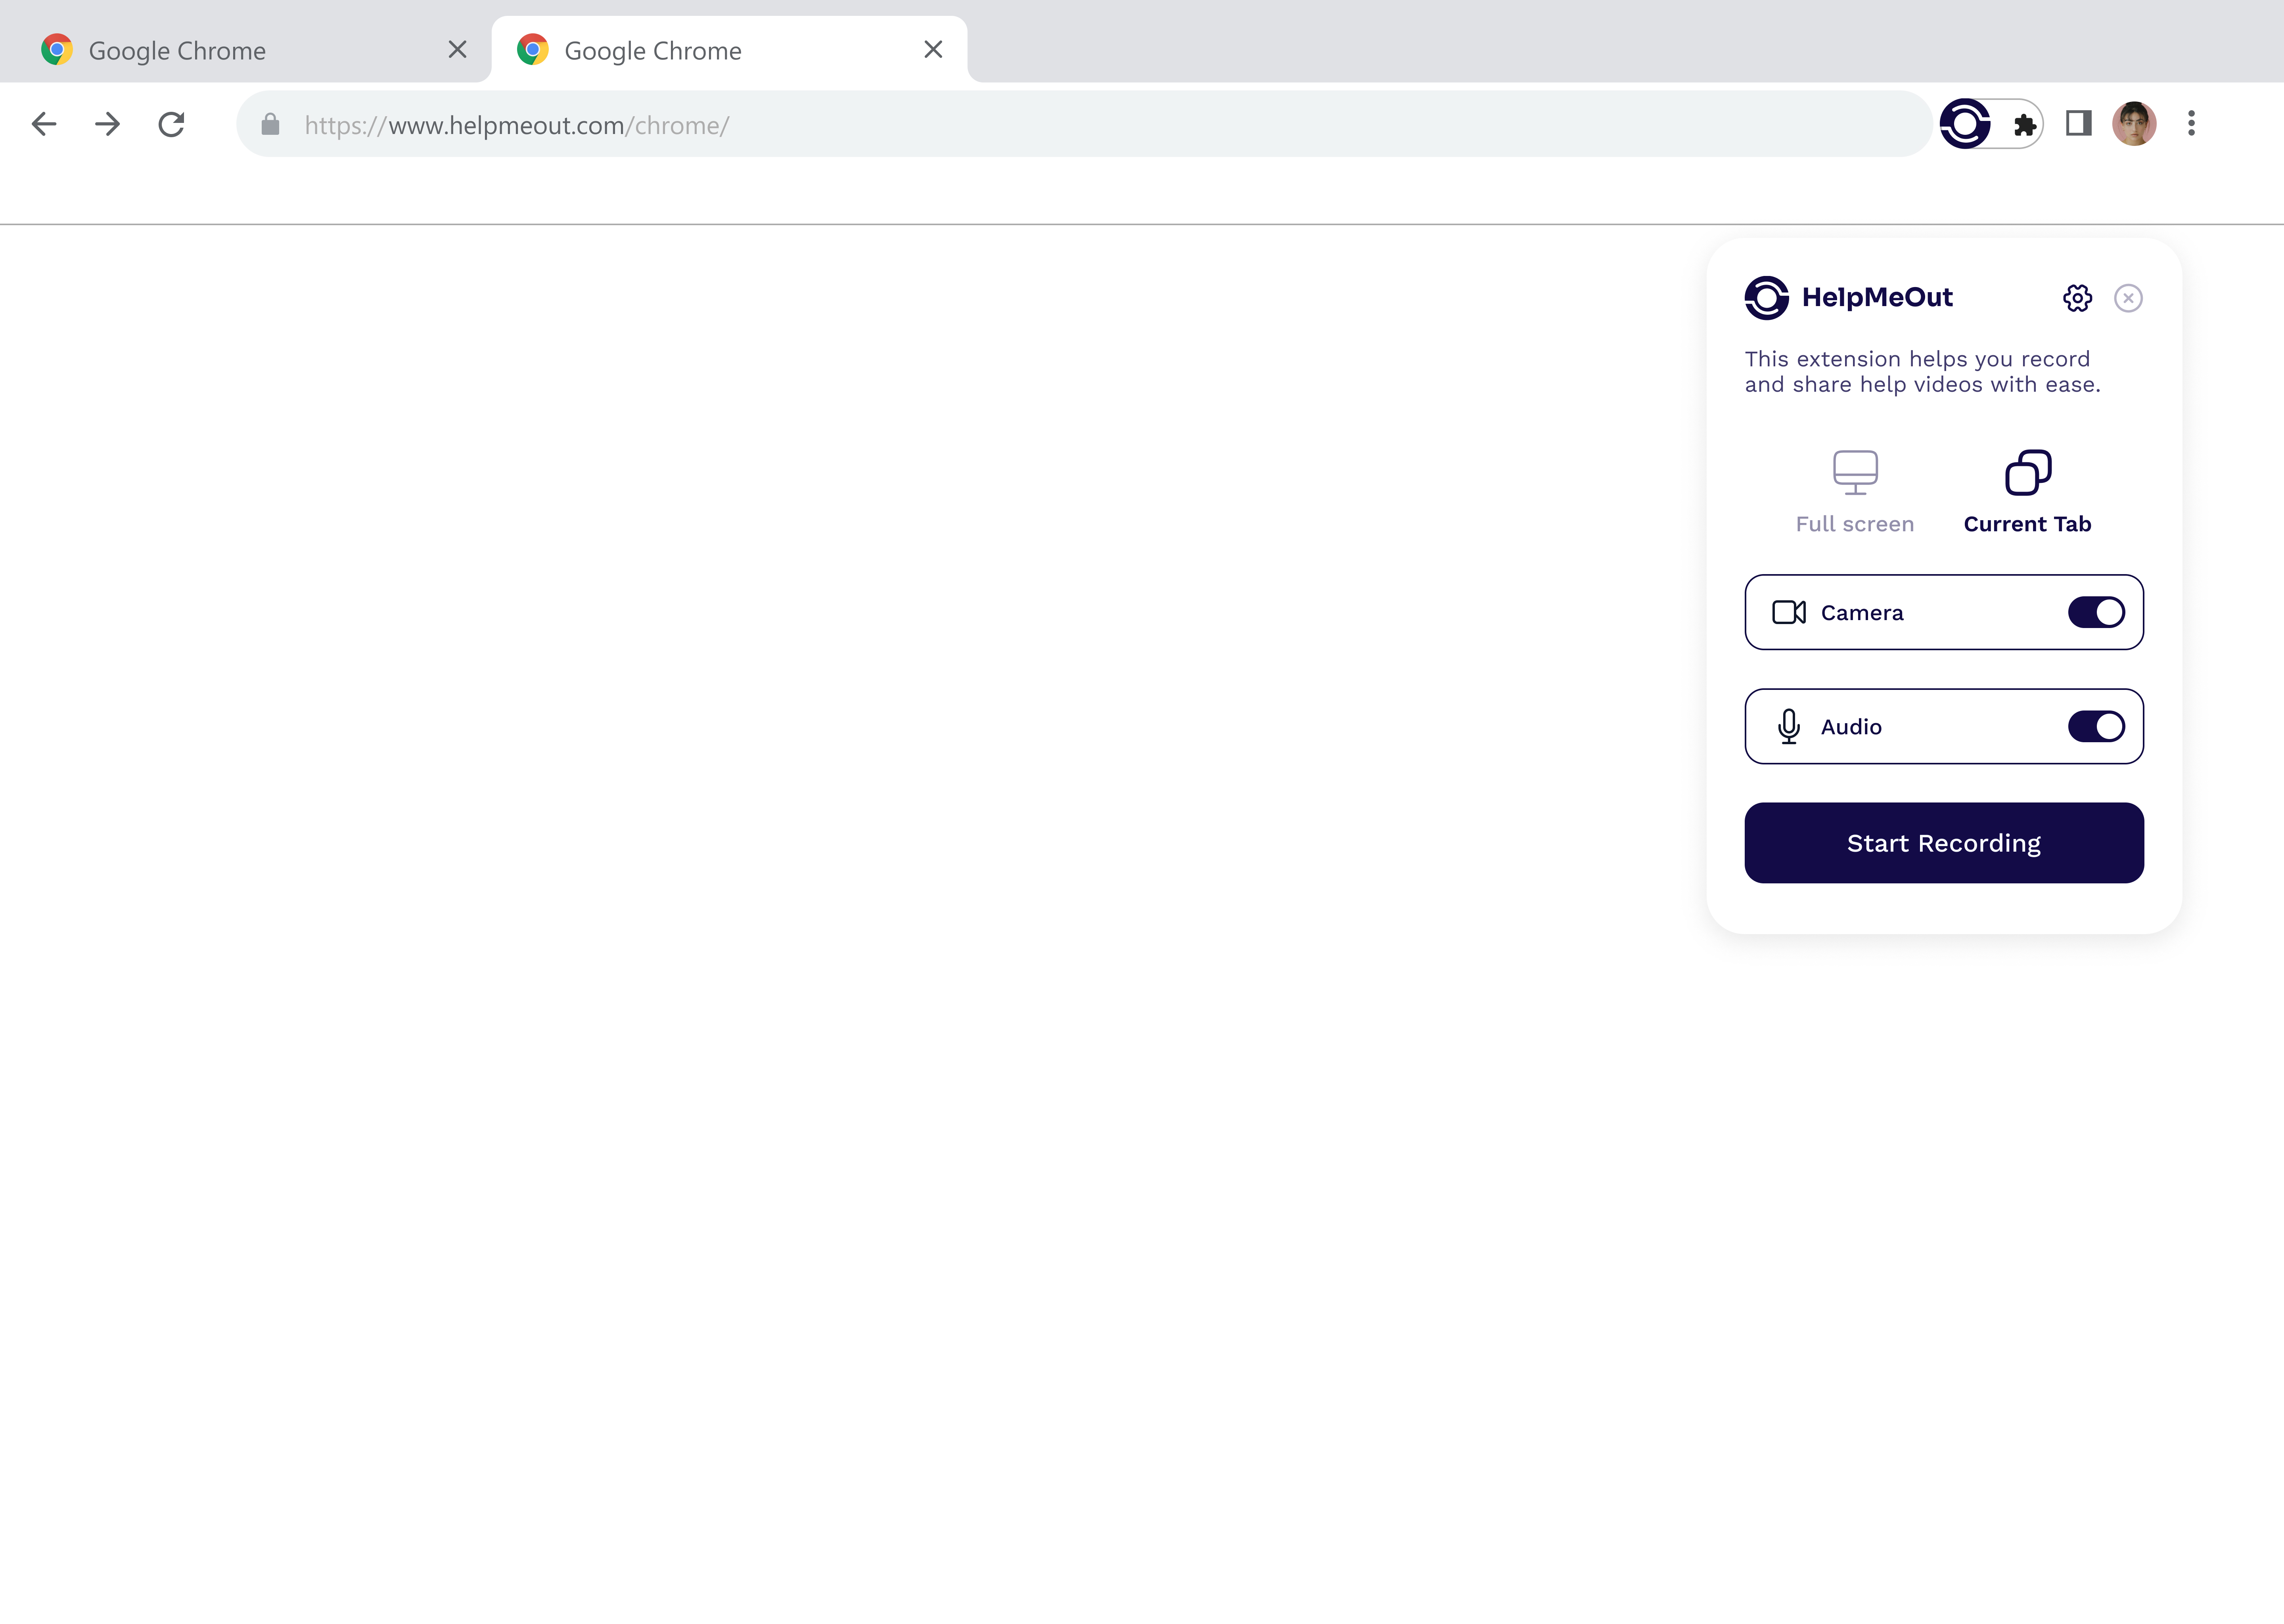 Google Chrome
Google Chrome
https://www.helpmeout.com/chrome/
HelpMeOut
This extension helps you record
and share help videos with ease.
Full screen
Current Tab
Camera
Audio
Start Recording